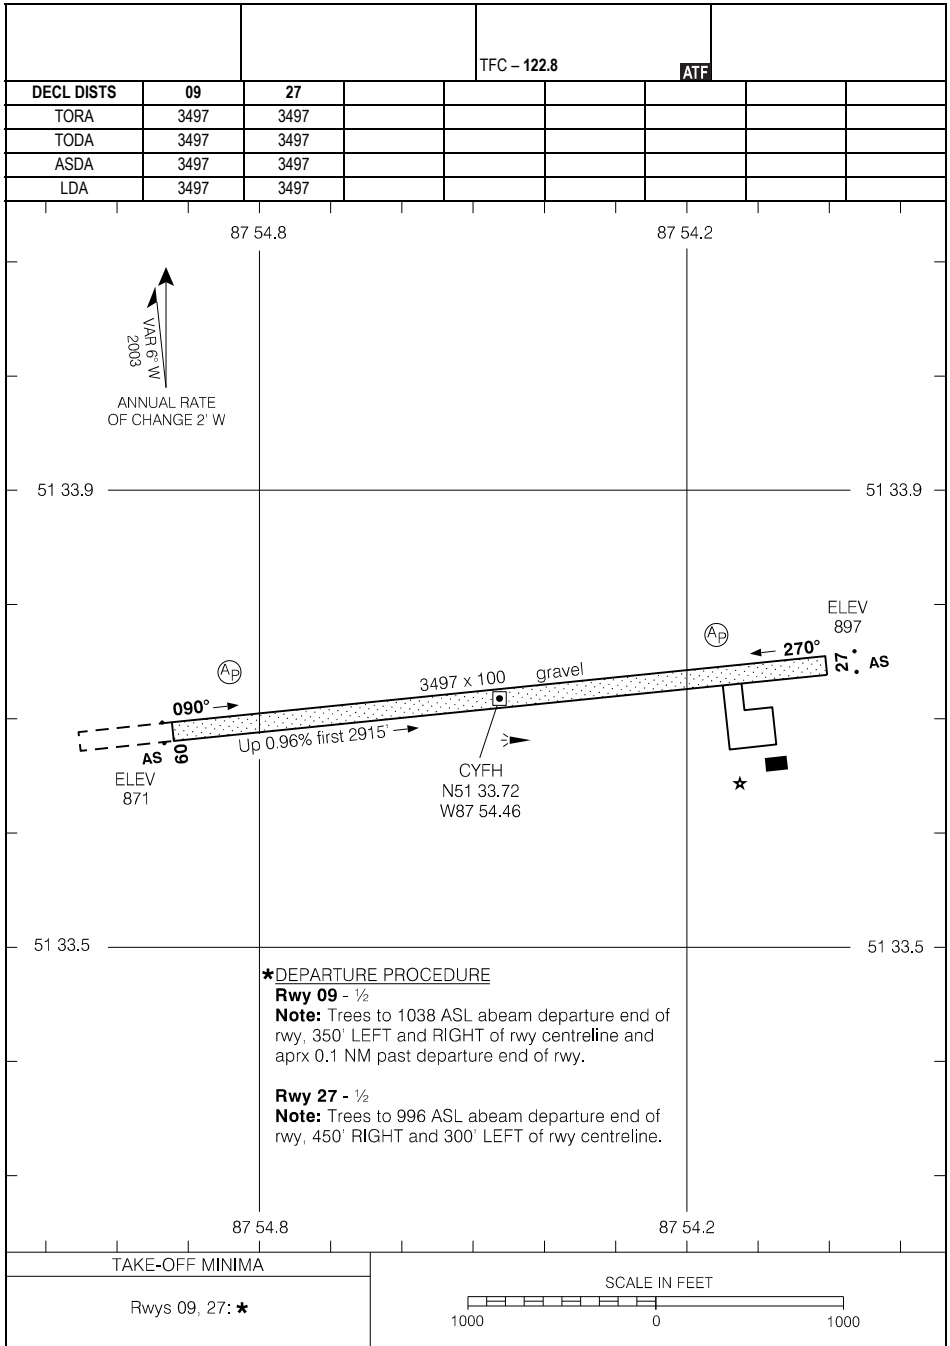 TFC – 122.8 ATF
DECL DISTS 09 27
TORA 3497 3497
TODA 3497 3497
ASDA 3497 3497
LDA 3497 3497
87 54.8 87 54.2
VAR 6° W
2003
ANNUAL RATE
OF CHANGE 2' W
51 33.9 51 33.9
ELEV
897
AP
270°
27
AS
AP
3497 x 100 gravel
090°
Up 0.96% first 2915'
AS
09
ELEV
871
CYFH
N51 33.72
W87 54.46
51 33.5 51 33.5
*DEPARTURE PROCEDURE
Rwy 09 - ½
Note: Trees to 1038 ASL abeam departure end of
rwy, 350' LEFT and RIGHT of rwy centreline and
aprx 0.1 NM past departure end of rwy.
Rwy 27 - ½
Note: Trees to 996 ASL abeam departure end of
rwy, 450' RIGHT and 300' LEFT of rwy centreline.
87 54.8 87 54.2
TAKE-OFF MINIMA
Rwys 09, 27: *
SCALE IN FEET
1000 0 1000